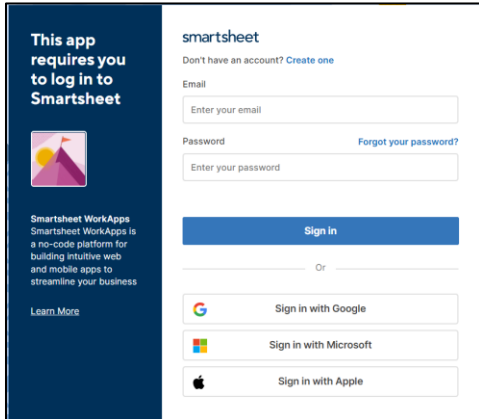 This app
requires you
to log in to
Smartsheet
Smartsheet WorkApps
Smartsheet WorkApps is
a no-code platform for
building intuitive web
and mobile apps to
streamline your business
Learn More
smartsheet
Don't have an account? Create one
Email
Enter your email
Password Forgot your password?
Enter your password
Sign in
Or
Sign in with Google
Sign in with Microsoft
Sign in with Apple